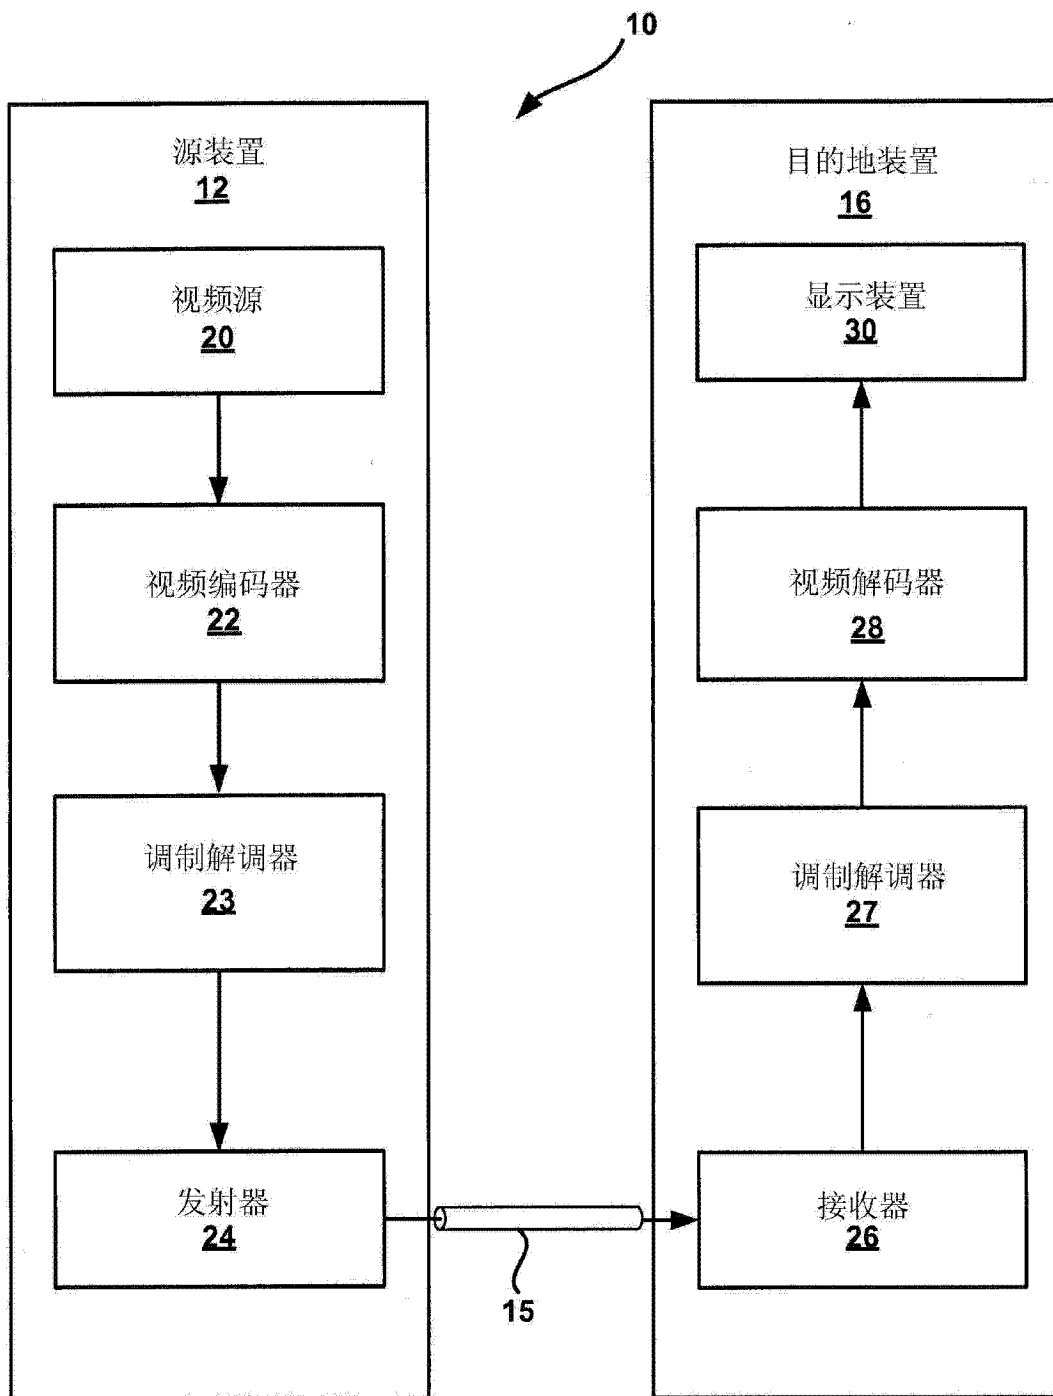 10
源装置
12
视频源
20
视频编码器
22
调制解调器
23
发射器
24
15
目的地装置
16
显示装置
30
视频解码器
28
调制解调器
27
接收器
26